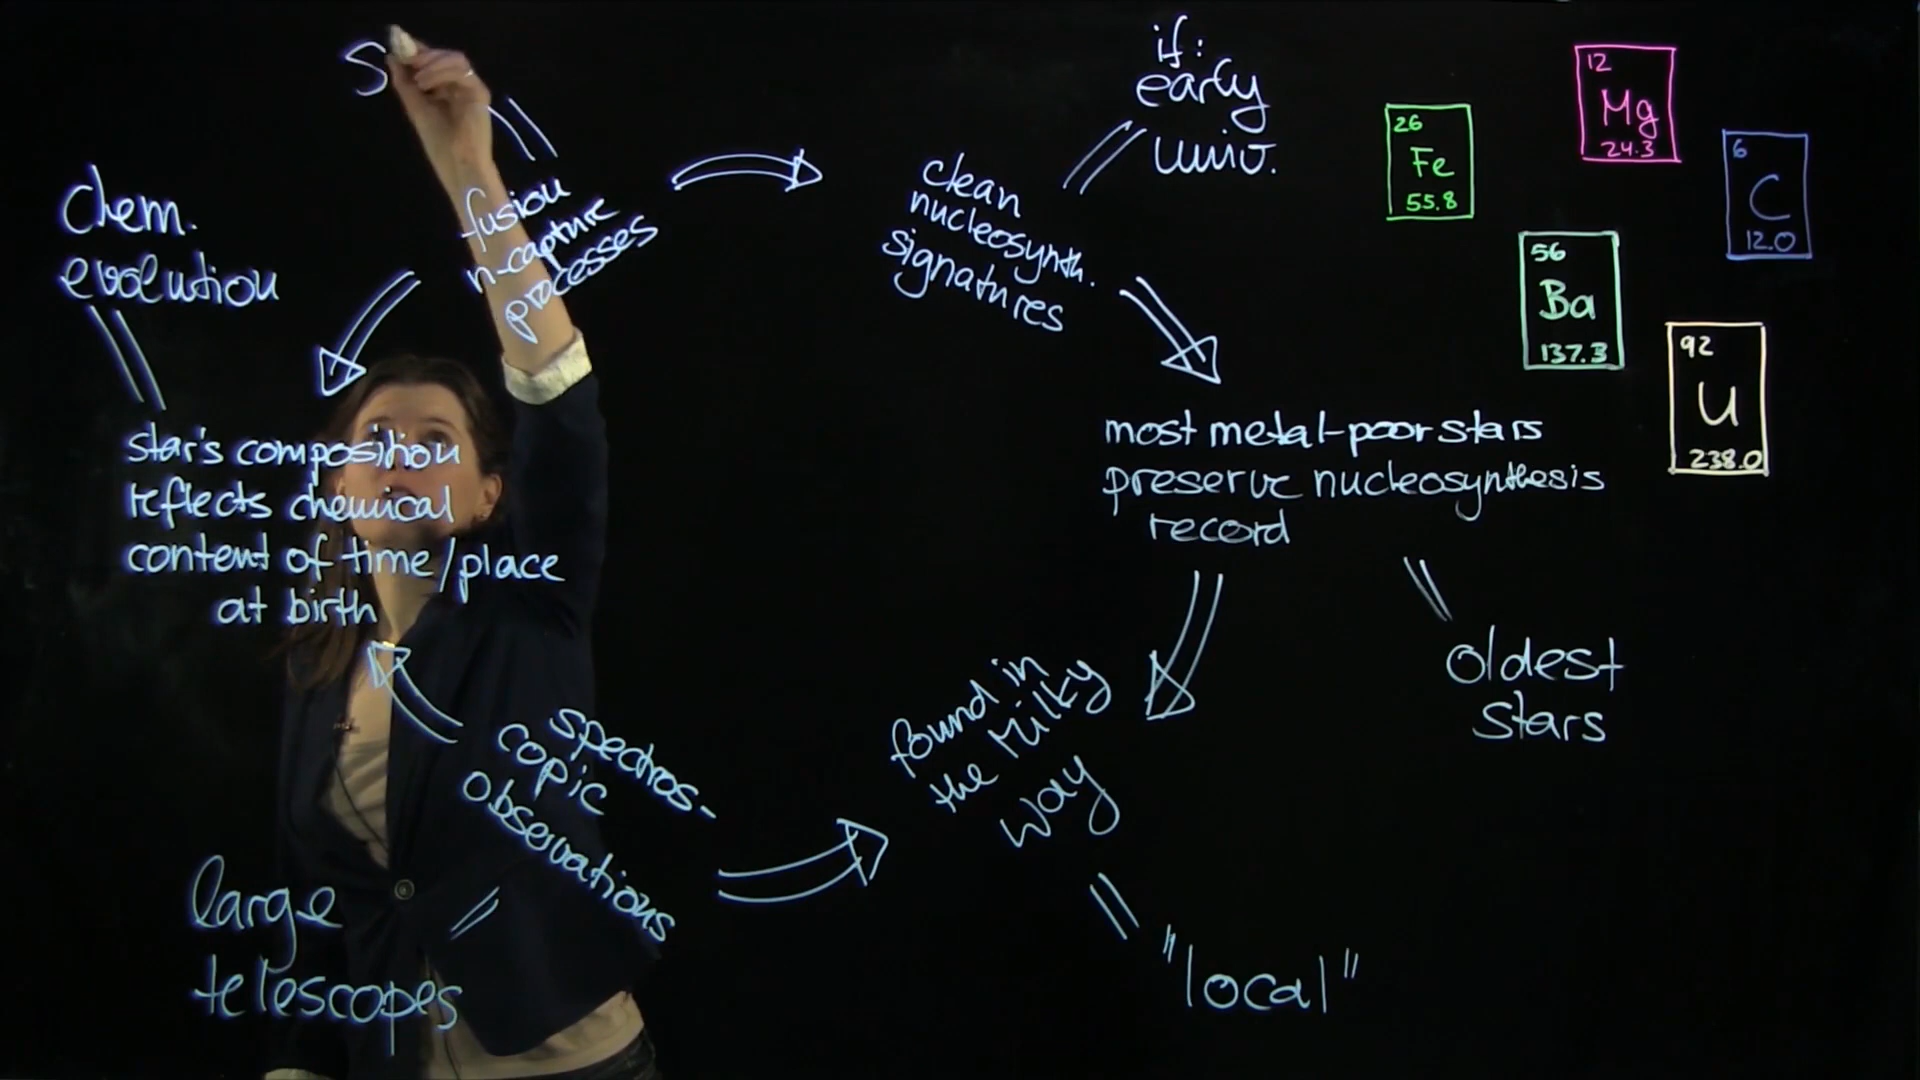 S
if:
early
univ.
chem.
evolution
fusion
n-capture
processes
clean
nucleosynth.
signatures
26
Fe
55.8
12
Mg
24.3
6
C
12.0
56
Ba
137.3
92
U
238.0
star's composition
reflects chemical
content of time/place
at birth
most metal-poor stars
preserve nucleosynthesis
record
oldest
stars
found in
the Milky
Way
spectros-
copic
observations
large
telescopes
"local"